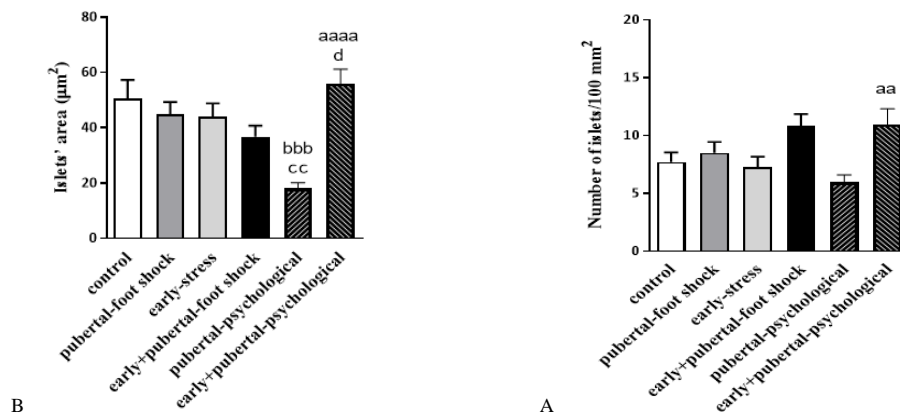 80
60
40
20
0
Islets' area (µm²)
aaaa
d
bbb
cc
control
pubertal-foot shock
early-stress
early+pubertal-foot shock
pubertal-psychological
early+pubertal-psychological
B
20
15
10
5
0
Number of islets/100 mm²
aa
control
pubertal-foot shock
early-stress
early+pubertal-foot shock
pubertal-psychological
early+pubertal-psychological
A